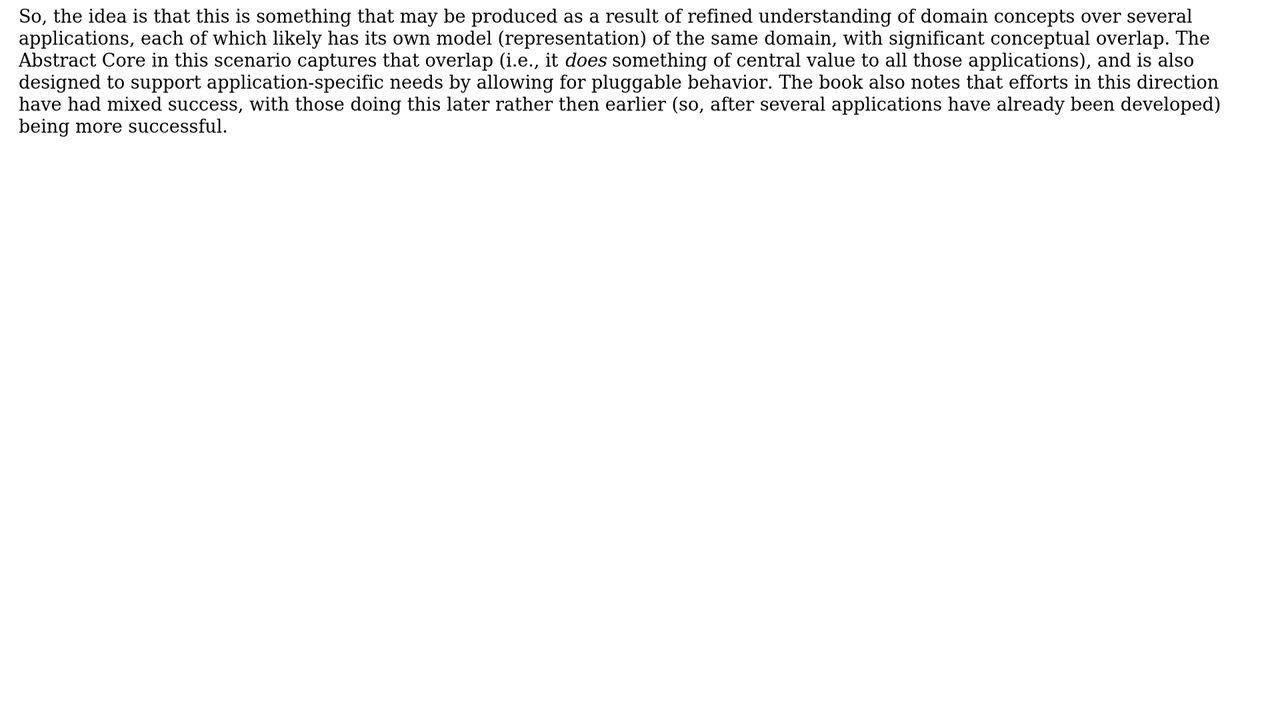 So, the idea is that this is something that may be produced as a result of refined understanding of domain concepts over several
applications, each of which likely has its own model (representation) of the same domain, with significant conceptual overlap. The
Abstract Core in this scenario captures that overlap (i.e., it does something of central value to all those applications), and is also
designed to support application-specific needs by allowing for pluggable behavior. The book also notes that efforts in this direction
have had mixed success, with those doing this later rather then earlier (so, after several applications have already been developed)
being more successful.